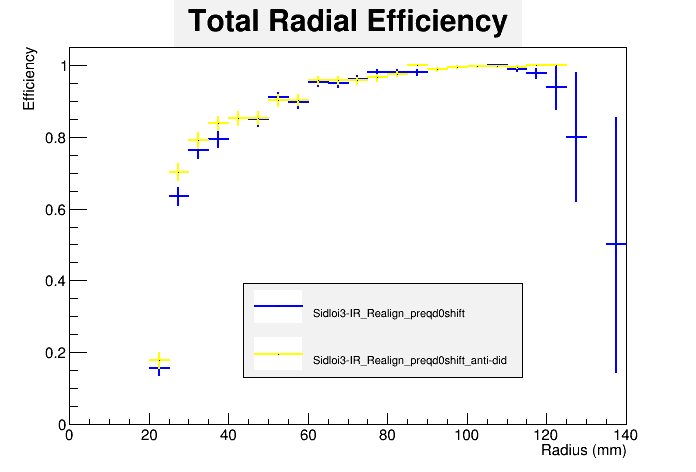 Total Radial Efficiency
Efficiency
1
0.8
0.6
0.4
0.2
0
Sidloi3-IR_Realign_preqd0shift
Sidloi3-IR_Realign_preqd0shift_anti-did
0 20 40 60 80 100 120 140
Radius (mm)